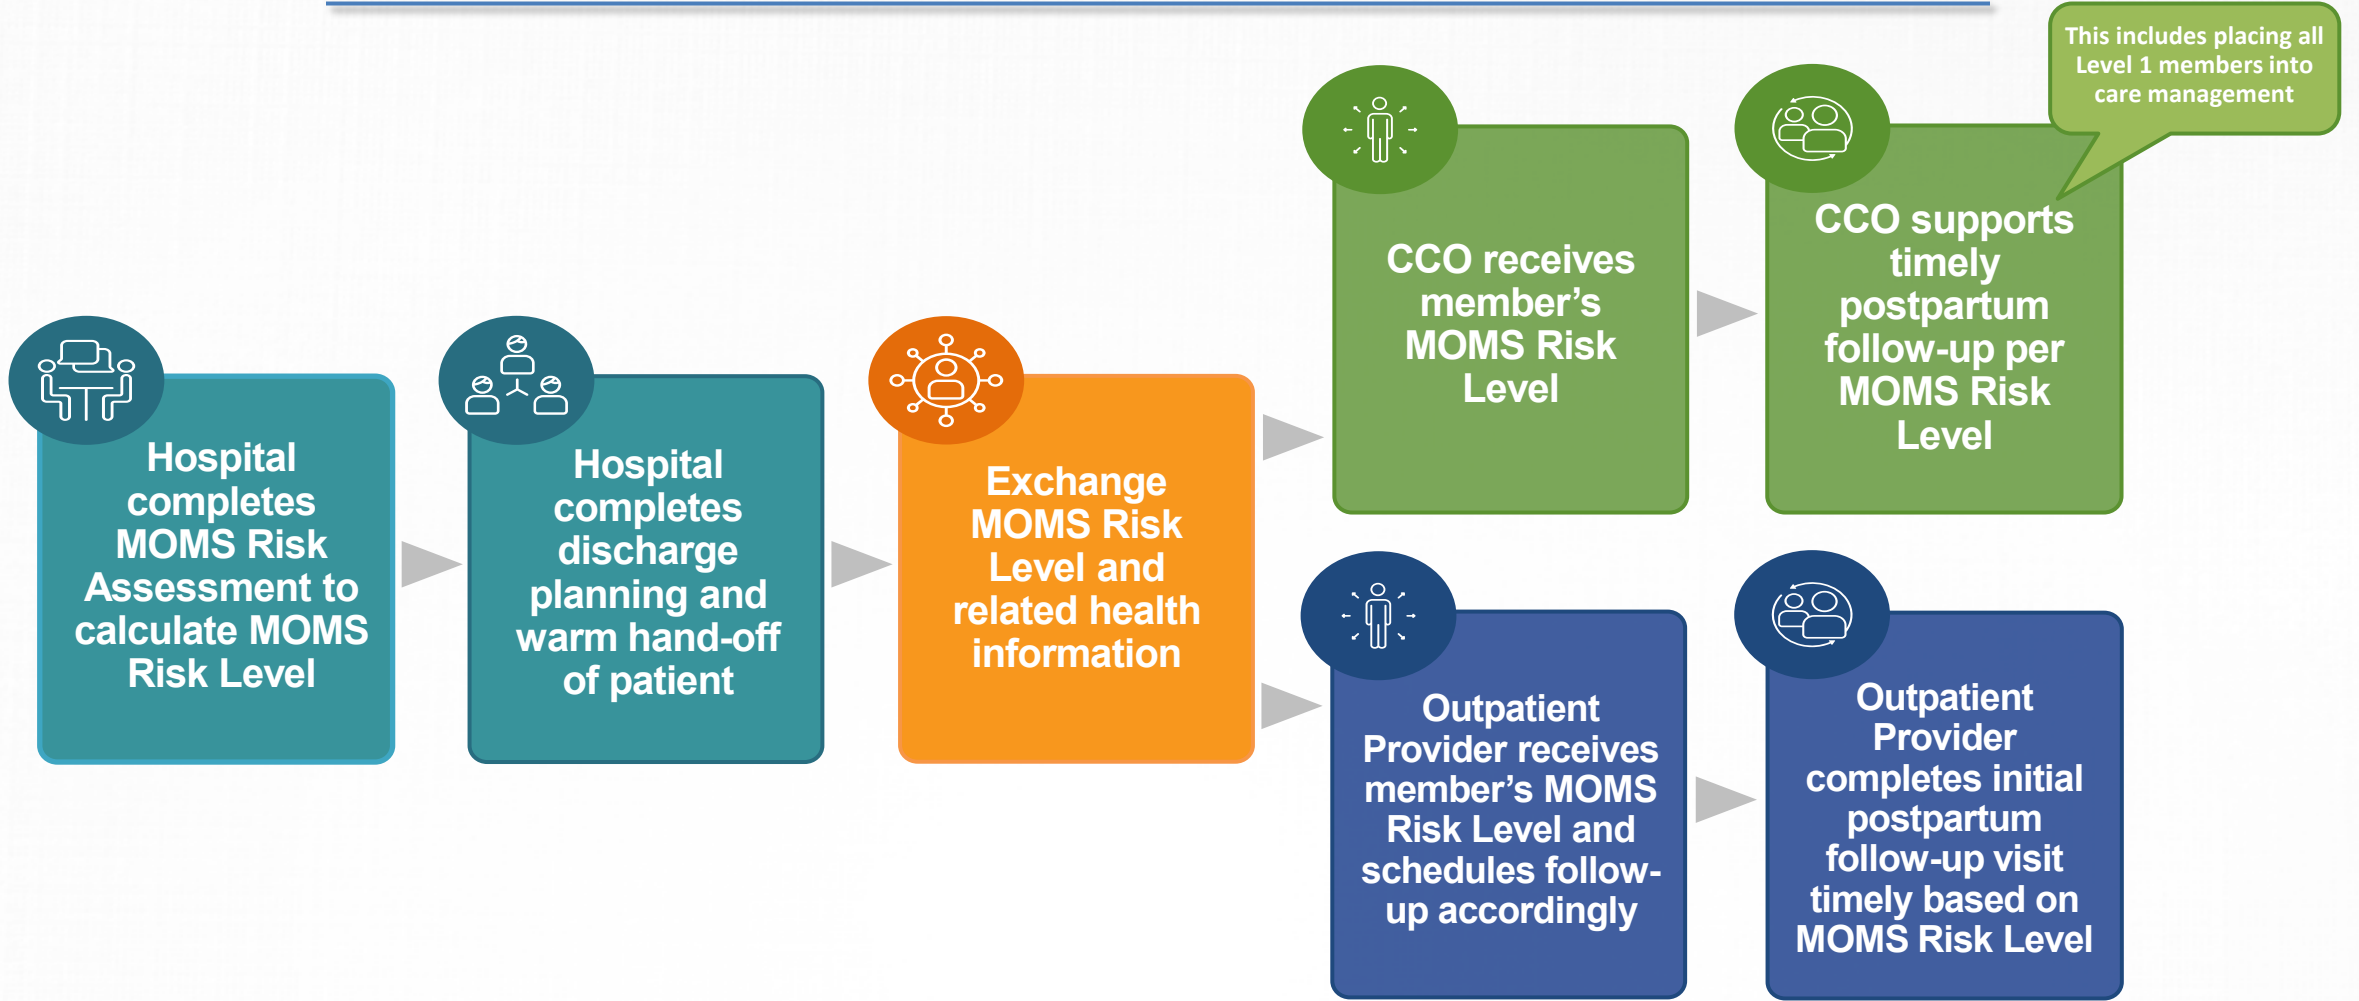 Hospital
completes
MOMS Risk
Assessment to
calculate MOMS
Risk Level
Hospital
completes
discharge
planning and
warm hand-off
of patient
Exchange
MOMS Risk
Level and
related health
information
CCO receives
member’s
MOMS Risk
Level
CCO supports
timely
postpartum
follow-up per
MOMS Risk
Level
This includes placing all
Level 1 members into
care management
Outpatient
Provider receives
member’s MOMS
Risk Level and
schedules follow-
up accordingly
Outpatient
Provider
completes initial
postpartum
follow-up visit
timely based on
MOMS Risk Level